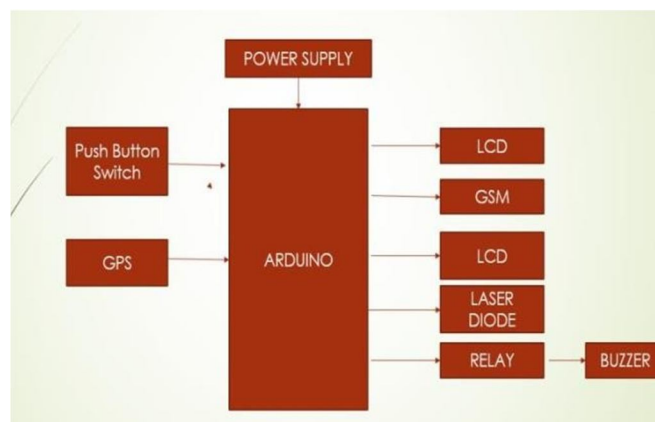 POWER SUPPLY
Push Button
Switch
GPS
ARDUINO
LCD
GSM
LCD
LASER
DIODE
RELAY
BUZZER